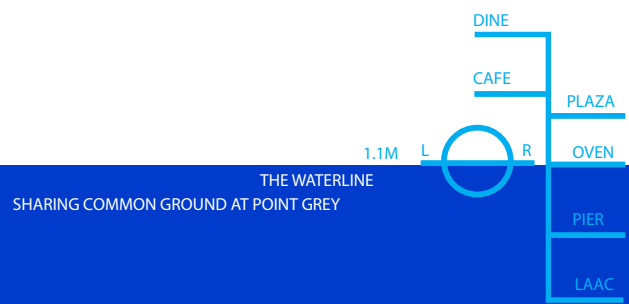 DINE
CAFE
PLAZA
1.1M L R OVEN
THE WATERLINE
SHARING COMMON GROUND AT POINT GREY
PIER
LAAC